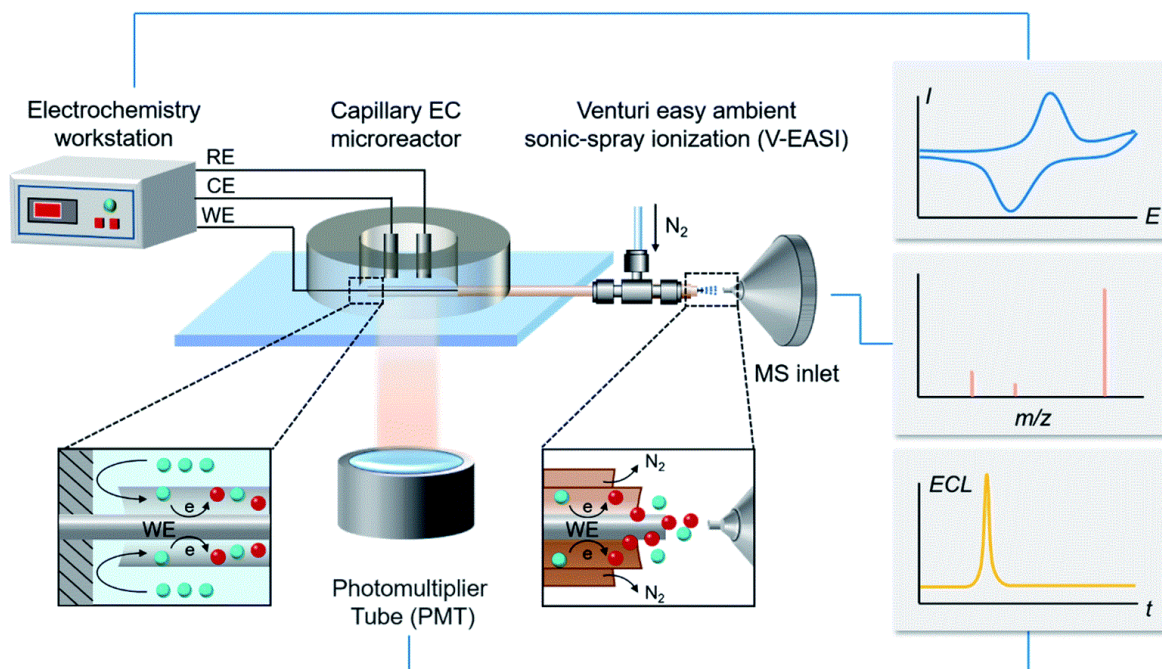 Electrochemistry
workstation
RE
CE
WE
Capillary EC
microreactor
Venturi easy ambient
sonic-spray ionization (V-EASI)
N₂
MS inlet
I
E
m/z
ECL
t
e
WE
e
Photomultiplier
Tube (PMT)
N₂
e
WE
e
N₂